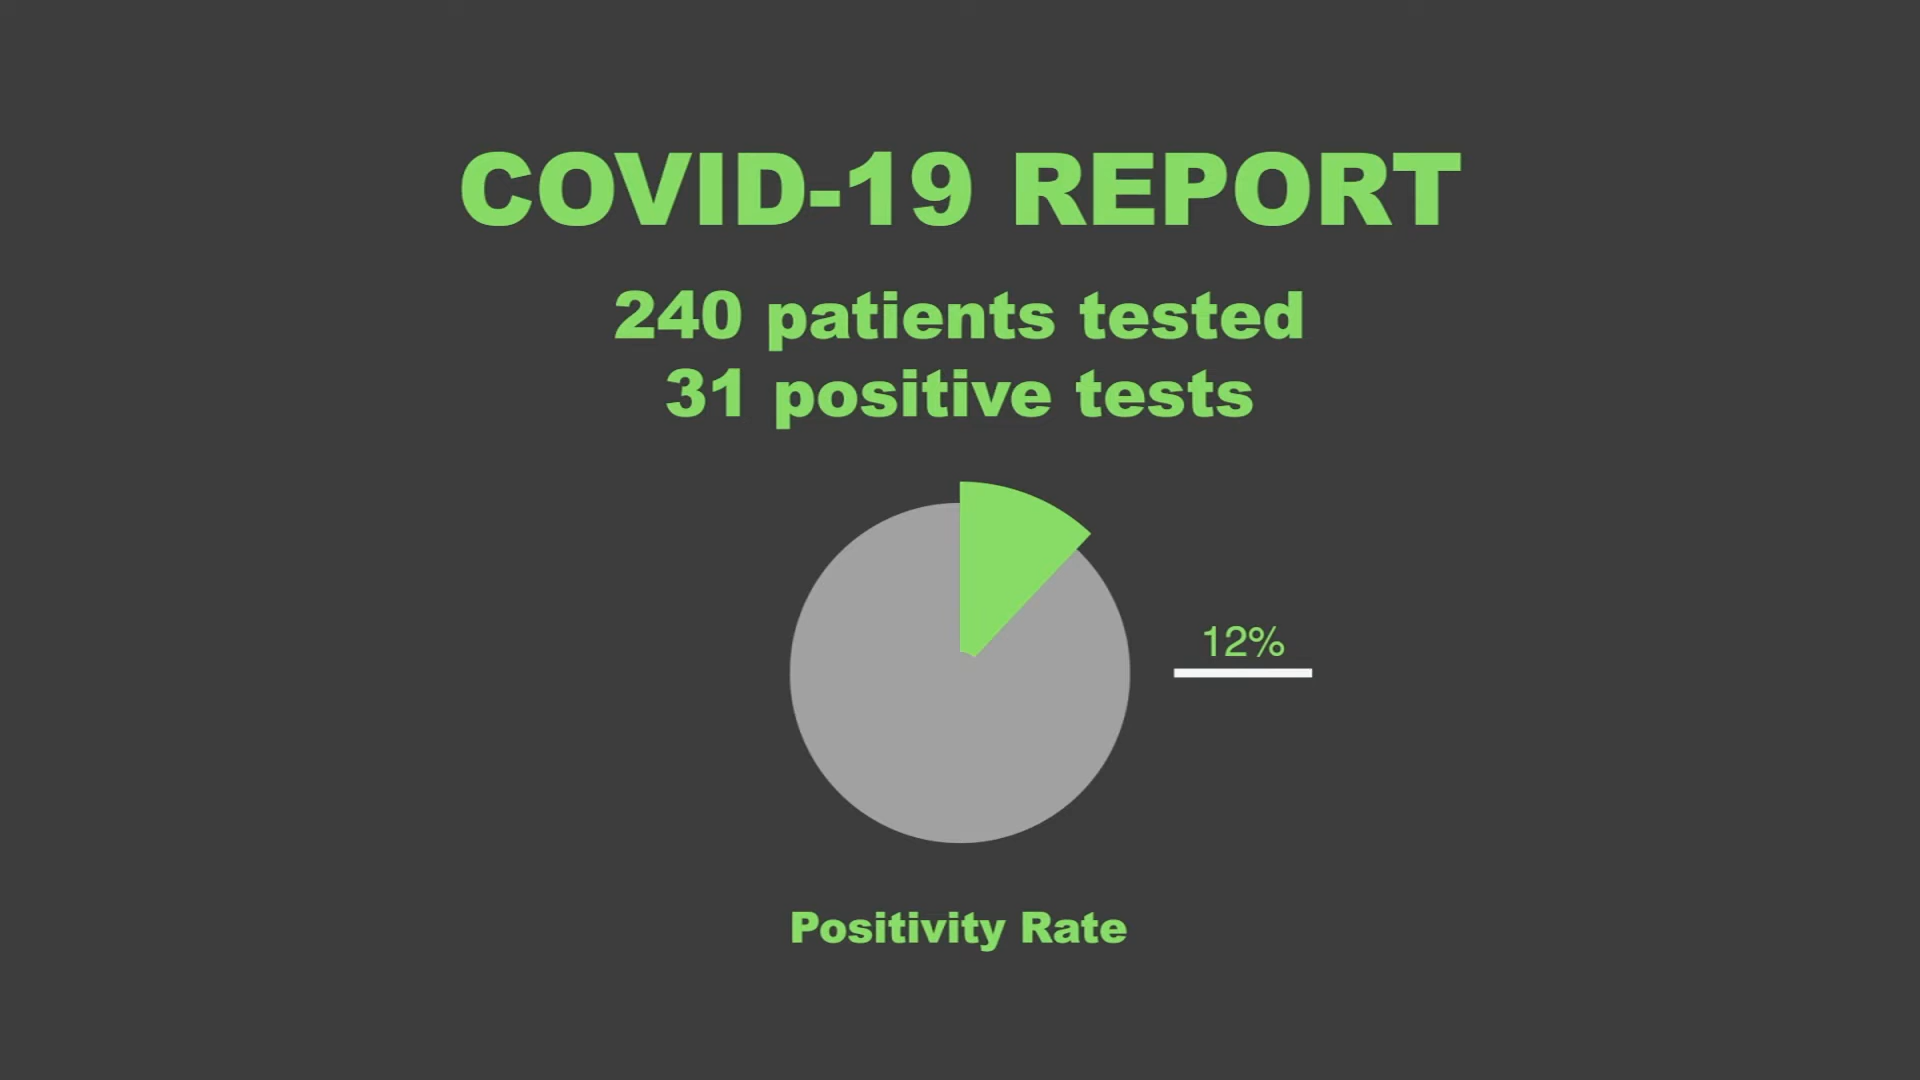 COVID-19 REPORT
240 patients tested
31 positive tests
12%
Positivity Rate